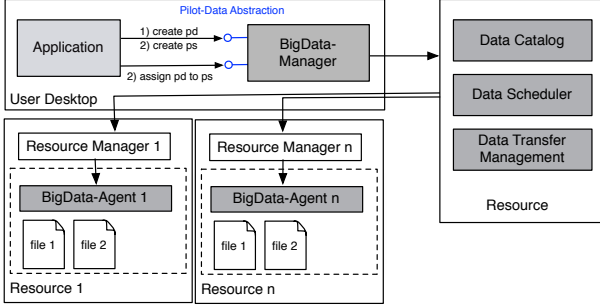 Pilot-Data Abstraction
Application
1) create pd
2) create ps
2) assign pd to ps
BigData-
Manager
User Desktop
Data Catalog
Data Scheduler
Data Transfer
Management
Resource
Resource Manager 1
BigData-Agent 1
file 1
file 2
Resource 1
Resource Manager n
BigData-Agent n
file 1
file 2
Resource n